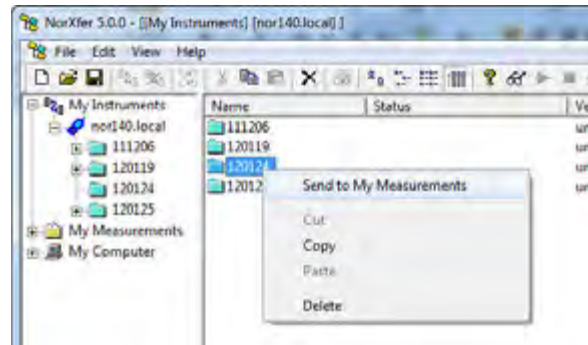 NorXfer 5.0.0 - [[My Instruments] [nor140.local] ]
File Edit View Help
My Instruments
nor140.local
111206
120119
120124
120125
My Measurements
My Computer
Name Status
111206
120119
120124
Send to My Measurements
Cut
Copy
Paste
Delete